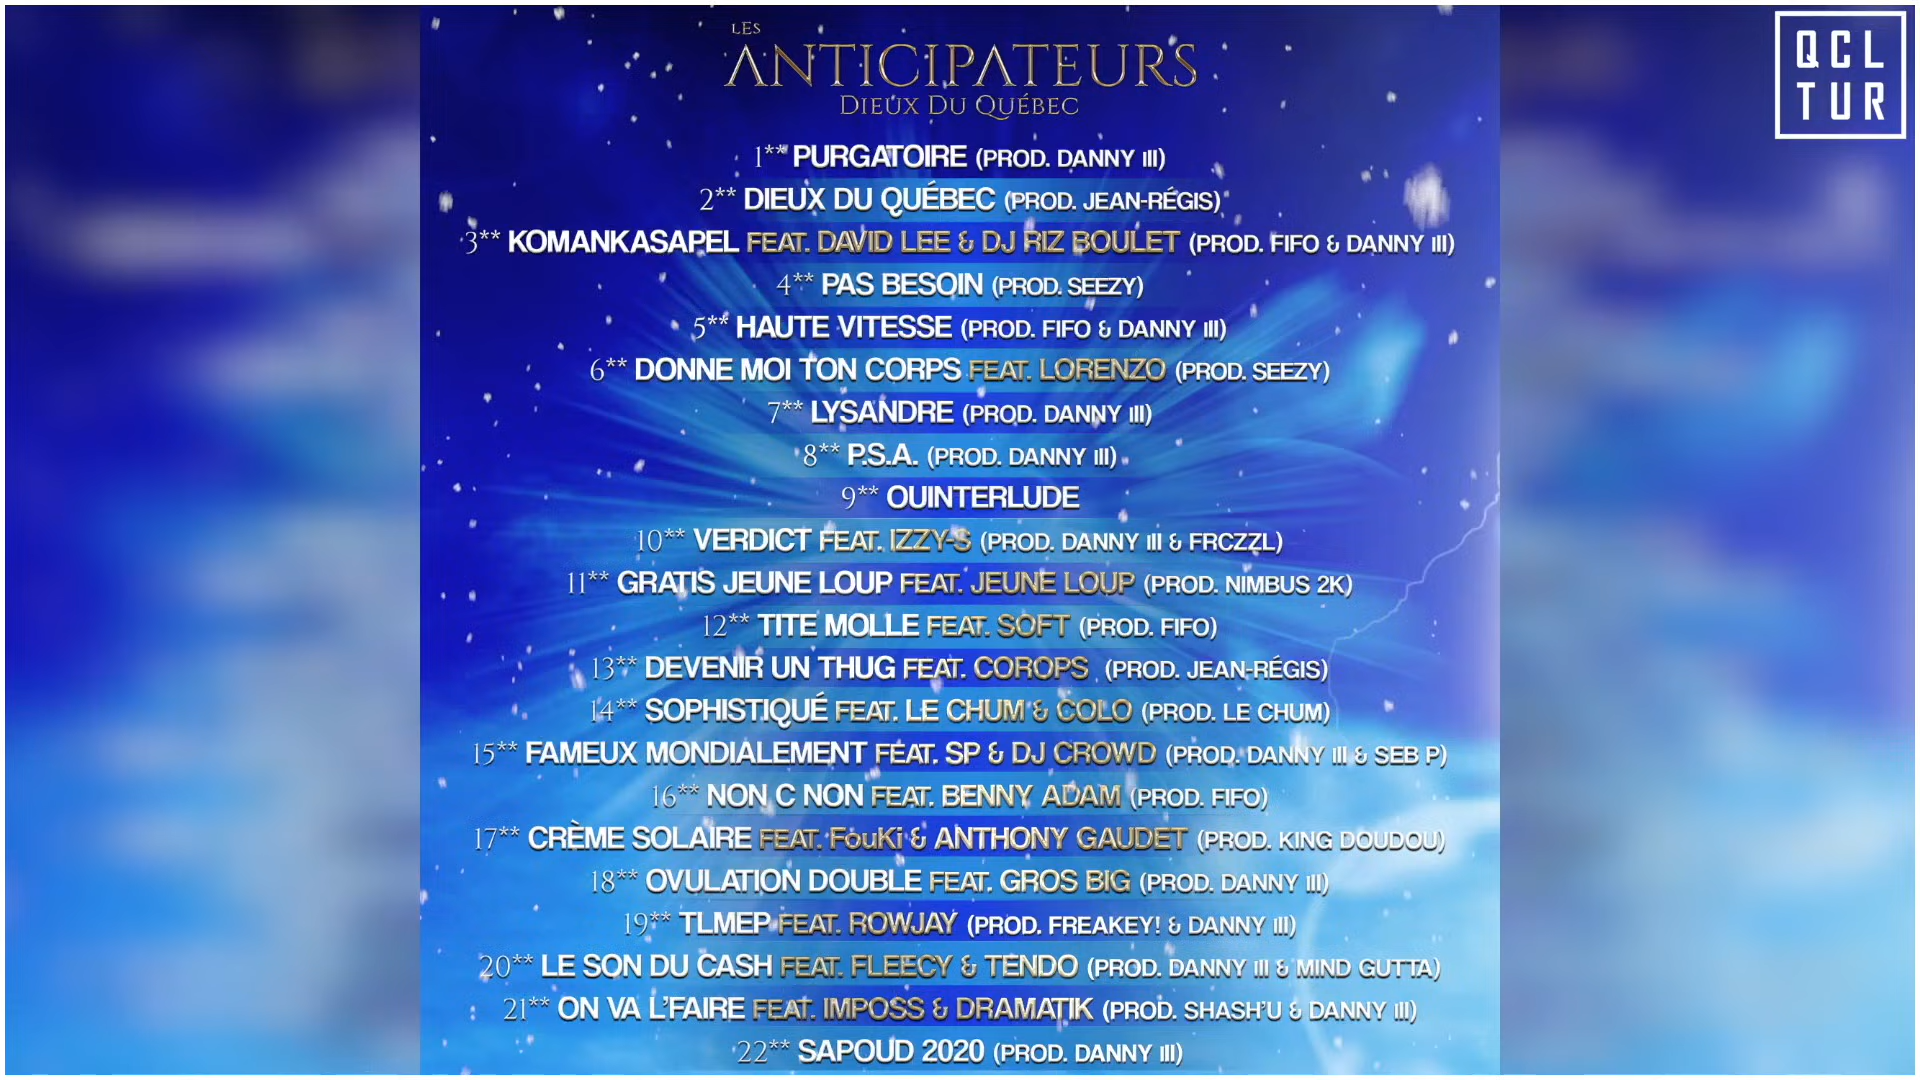 LES
ANTICIPATEURS
DIEUX DU QUÉBEC
QCL
TUR
1** PURGATOIRE (PROD. DANNY III)
2** DIEUX DU QUÉBEC (PROD. JEAN-RÉGIS)
3** KOMANKASAPEL FEAT. DAVID LEE & DJ RIZ BOULET (PROD. FIFO & DANNY III)
4** PAS BESOIN (PROD. SEEZY)
5** HAUTE VITESSE (PROD. FIFO & DANNY III)
6** DONNE MOI TON CORPS FEAT. LORENZO (PROD. SEEZY)
7** LYSANDRE (PROD. DANNY III)
8** P.S.A. (PROD. DANNY III)
9** OUINTERLUDE
10** VERDICT FEAT. IZZY-S (PROD. DANNY III & FRCZZL)
11** GRATIS JEUNE LOUP FEAT. JEUNE LOUP (PROD. NIMBUS 2K)
12** TITE MOLLE FEAT. SOFT (PROD. FIFO)
13** DEVENIR UN THUG FEAT. COROPS (PROD. JEAN-RÉGIS)
14** SOPHISTIQUÉ FEAT. LE CHUM & COLO (PROD. LE CHUM)
15** FAMEUX MONDIALEMENT FEAT. SP & DJ CROWD (PROD. DANNY III & SEB P)
16** NON C NON FEAT. BENNY ADAM (PROD. FIFO)
17** CRÈME SOLAIRE FEAT. FouKi & ANTHONY GAUDET (PROD. KING DOUDOU)
18** OVULATION DOUBLE FEAT. GROS BIG (PROD. DANNY III)
19** TLMEP FEAT. ROWJAY (PROD. FREAKEY! & DANNY III)
20** LE SON DU CASH FEAT. FLEECY & TENDO (PROD. DANNY III & MIND GUTTA)
21** ON VA L'FAIRE FEAT. IMPOSS & DRAMATIK (PROD. SHASH'U & DANNY III)
22** SAPOUD 2020 (PROD. DANNY III)